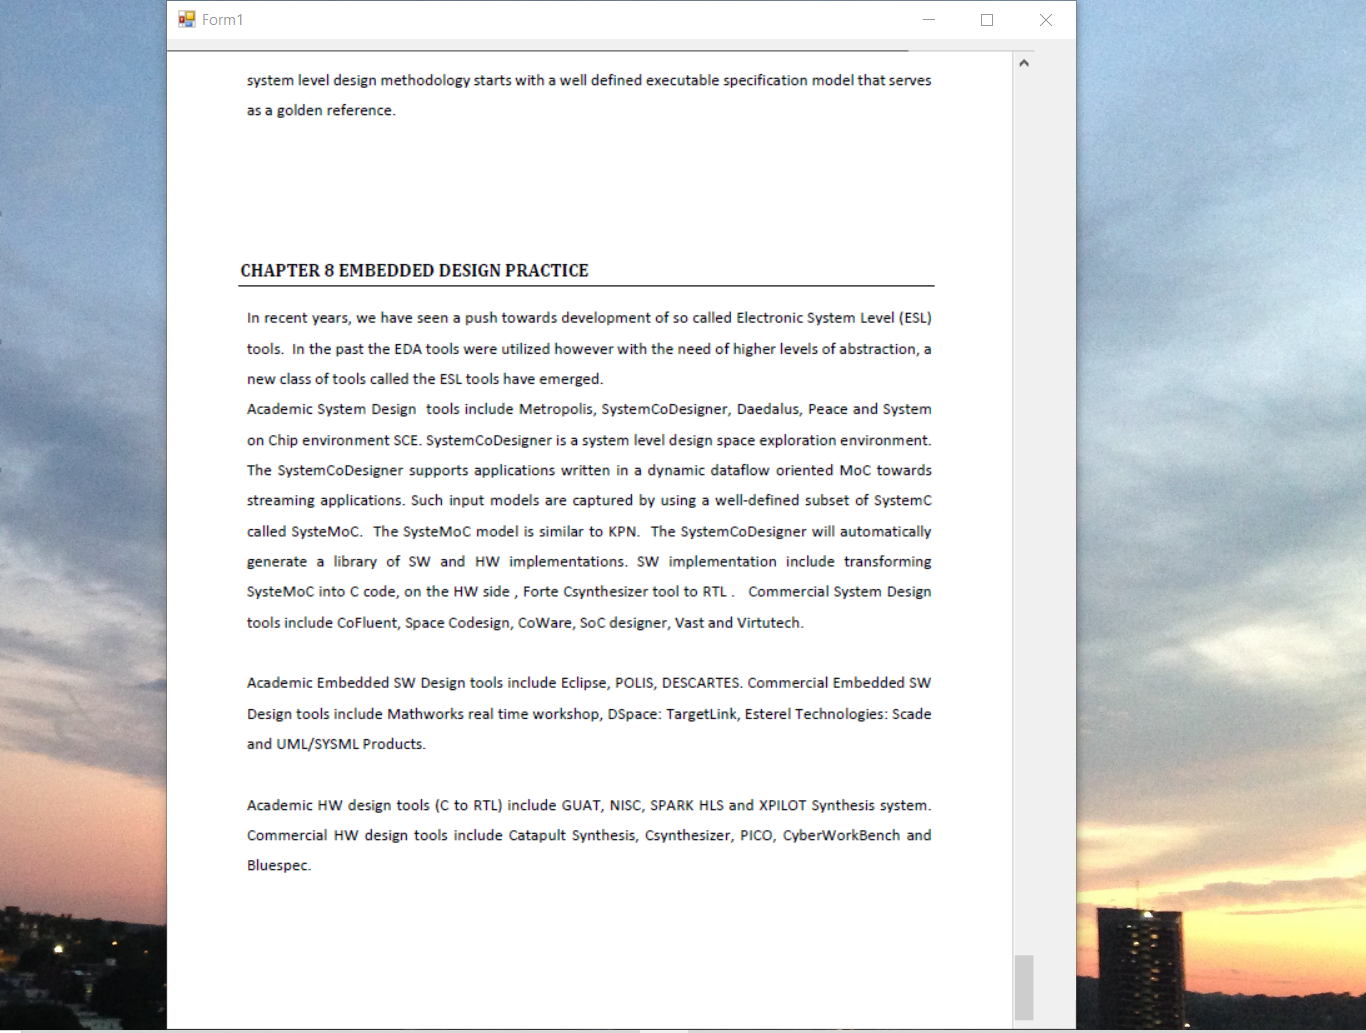 Form1
system level design methodology starts with a well defined executable specification model that serves
as a golden reference.
CHAPTER 8 EMBEDDED DESIGN PRACTICE
In recent years, we have seen a push towards development of so called Electronic System Level (ESL)
tools.  In the past the EDA tools were utilized however with the need of higher levels of abstraction, a
new class of tools called the ESL tools have emerged.
Academic System Design  tools include Metropolis, SystemCoDesigner, Daedalus, Peace and System
on Chip environment SCE. SystemCoDesigner is a system level design space exploration environment.
The SystemCoDesigner supports applications written in a dynamic dataflow oriented MoC towards
streaming applications. Such input models are captured by using a well-defined subset of SystemC
called SysteMoC.  The SysteMoC model is similar to KPN.  The SystemCoDesigner will automatically
generate a library of SW and HW implementations. SW implementation include transforming
SysteMoC into C code, on the HW side , Forte Csynthesizer tool to RTL .   Commercial System Design
tools include CoFluent, Space Codesign, CoWare, SoC designer, Vast and Virtutech.
Academic Embedded SW Design tools include Eclipse, POLIS, DESCARTES. Commercial Embedded SW
Design tools include Mathworks real time workshop, DSpace: TargetLink, Esterel Technologies: Scade
and UML/SYSML Products.
Academic HW design tools (C to RTL) include GUAT, NISC, SPARK HLS and XPILOT Synthesis system.
Commercial HW design tools include Catapult Synthesis, Csynthesizer, PICO, CyberWorkBench and
Bluespec.